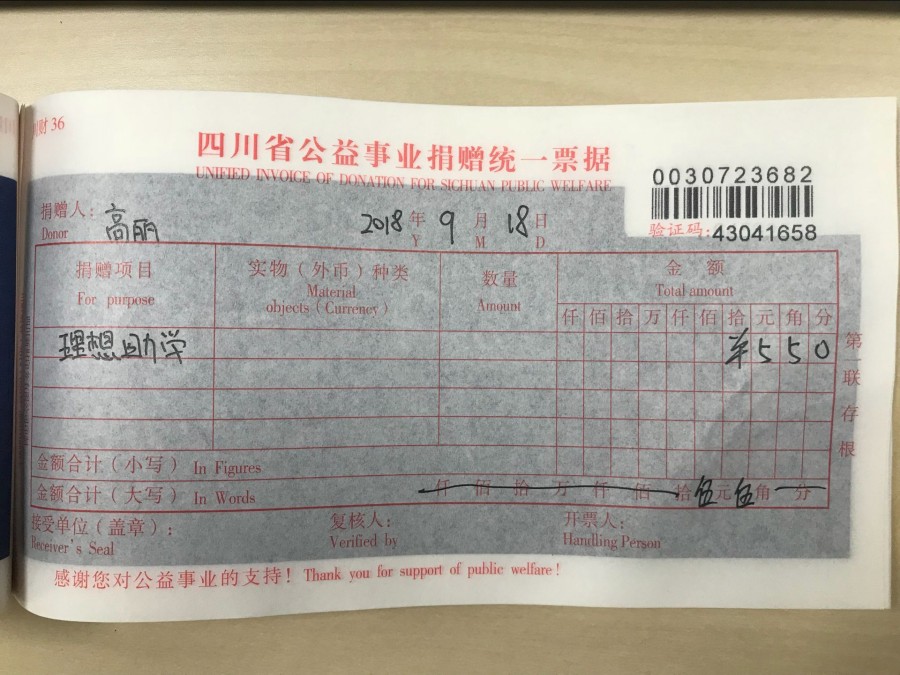 财36
四川省公益事业捐赠统一票据
UNIFIED INVOICE OF DONATION FOR SICHUAN PUBLIC WELFARE
0030723682
验证码:43041658
捐赠人: 高丽 2018年 9月 18日
Donor Y M D
捐赠项目 实物（外币）种类 数量 金额
For purpose Material objects (Currency) Amount Total amount
仟 佰 拾 万 仟 佰 拾 元 角 分
理想助学 ¥550
第一联存根
金额合计（小写） In Figures
金额合计（大写） In Words 仟 佰 拾 万 仟 佰 拾 伍元伍角 分
接受单位（盖章）: 复核人: 开票人:
Receiver's Seal Verified by Handling Person
感谢您对公益事业的支持! Thank you for support of public welfare!